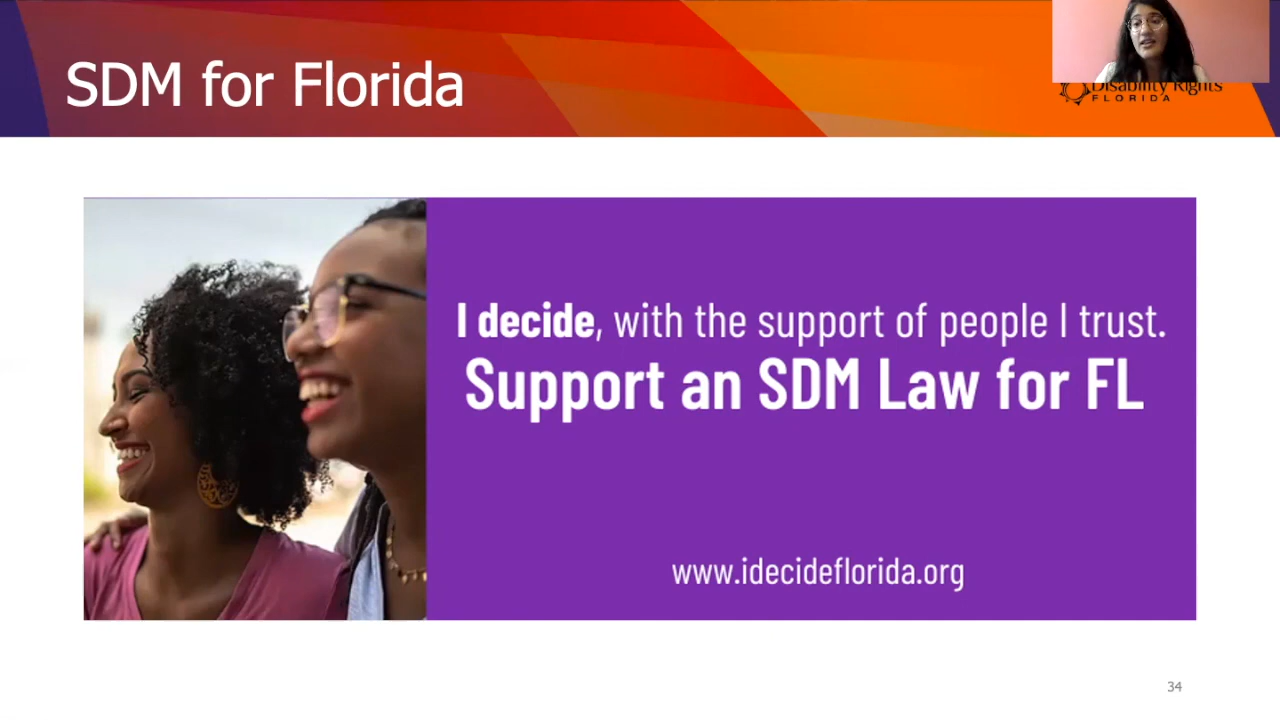 SDM for Florida
Disability Rights
FLORIDA
I decide, with the support of people I trust.
Support an SDM Law for FL
www.idecideflorida.org
34